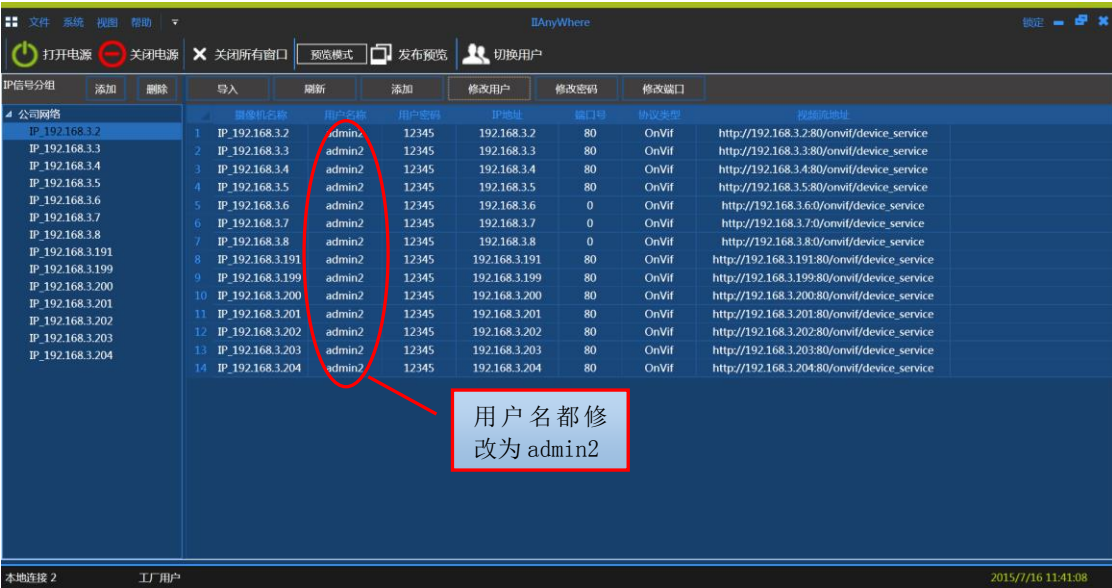 文件 系统 视图 帮助 IIAnyWhere 锁定
打开电源 关闭电源 关闭所有窗口 预览模式 发布预览 切换用户
IP信号分组 添加 删除 导入 刷新 添加 修改用户 修改密码 修改端口
公司网络
IP_192.168.3.2
IP_192.168.3.3
IP_192.168.3.4
IP_192.168.3.5
IP_192.168.3.6
IP_192.168.3.7
IP_192.168.3.8
IP_192.168.3.191
IP_192.168.3.199
IP_192.168.3.200
IP_192.168.3.201
IP_192.168.3.202
IP_192.168.3.203
IP_192.168.3.204
摄像机名称 用户名称 用户密码 IP地址 端口号 协议类型 视频流地址
1 IP_192.168.3.2 admin2 12345 192.168.3.2 80 OnVif http://192.168.3.2:80/onvif/device_service
2 IP_192.168.3.3 admin2 12345 192.168.3.3 80 OnVif http://192.168.3.3:80/onvif/device_service
3 IP_192.168.3.4 admin2 12345 192.168.3.4 80 OnVif http://192.168.3.4:80/onvif/device_service
4 IP_192.168.3.5 admin2 12345 192.168.3.5 80 OnVif http://192.168.3.5:80/onvif/device_service
5 IP_192.168.3.6 admin2 12345 192.168.3.6 0 OnVif http://192.168.3.6:0/onvif/device_service
6 IP_192.168.3.7 admin2 12345 192.168.3.7 0 OnVif http://192.168.3.7:0/onvif/device_service
7 IP_192.168.3.8 admin2 12345 192.168.3.8 0 OnVif http://192.168.3.8:0/onvif/device_service
8 IP_192.168.3.191 admin2 12345 192.168.3.191 80 OnVif http://192.168.3.191:80/onvif/device_service
9 IP_192.168.3.199 admin2 12345 192.168.3.199 80 OnVif http://192.168.3.199:80/onvif/device_service
10 IP_192.168.3.200 admin2 12345 192.168.3.200 80 OnVif http://192.168.3.200:80/onvif/device_service
11 IP_192.168.3.201 admin2 12345 192.168.3.201 80 OnVif http://192.168.3.201:80/onvif/device_service
12 IP_192.168.3.202 admin2 12345 192.168.3.202 80 OnVif http://192.168.3.202:80/onvif/device_service
13 IP_192.168.3.203 admin2 12345 192.168.3.203 80 OnVif http://192.168.3.203:80/onvif/device_service
14 IP_192.168.3.204 admin2 12345 192.168.3.204 80 OnVif http://192.168.3.204:80/onvif/device_service
用户名都修
改为 admin2
本地连接 2 工厂用户 2015/7/16 11:41:08